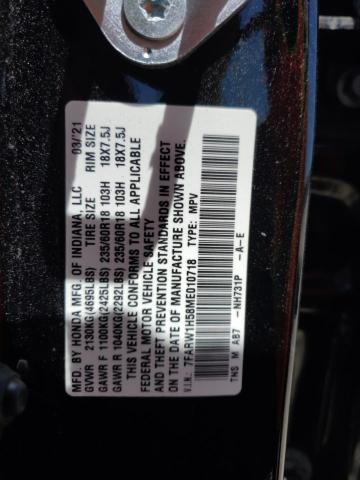 MFD. BY HONDA MFG. OF INDIANA, LLC 03/'21
GVWR 2130KG(4695LBS) TIRE SIZE RIM SIZE
GAWR F 1100KG(2425LBS) 235/60R18 103H 18X7.5J
GAWR R 1040KG(2292LBS) 235/60R18 103H 18X7.5J
THIS VEHICLE CONFORMS TO ALL APPLICABLE
FEDERAL MOTOR VEHICLE SAFETY
AND THEFT PREVENTION STANDARDS IN EFFECT
ON THE DATE OF MANUFACTURE SHOWN ABOVE.
V.I.N.: 7FARW1H58ME010718 TYPE: MPV
TNS M AB7 -NH731P -A-E